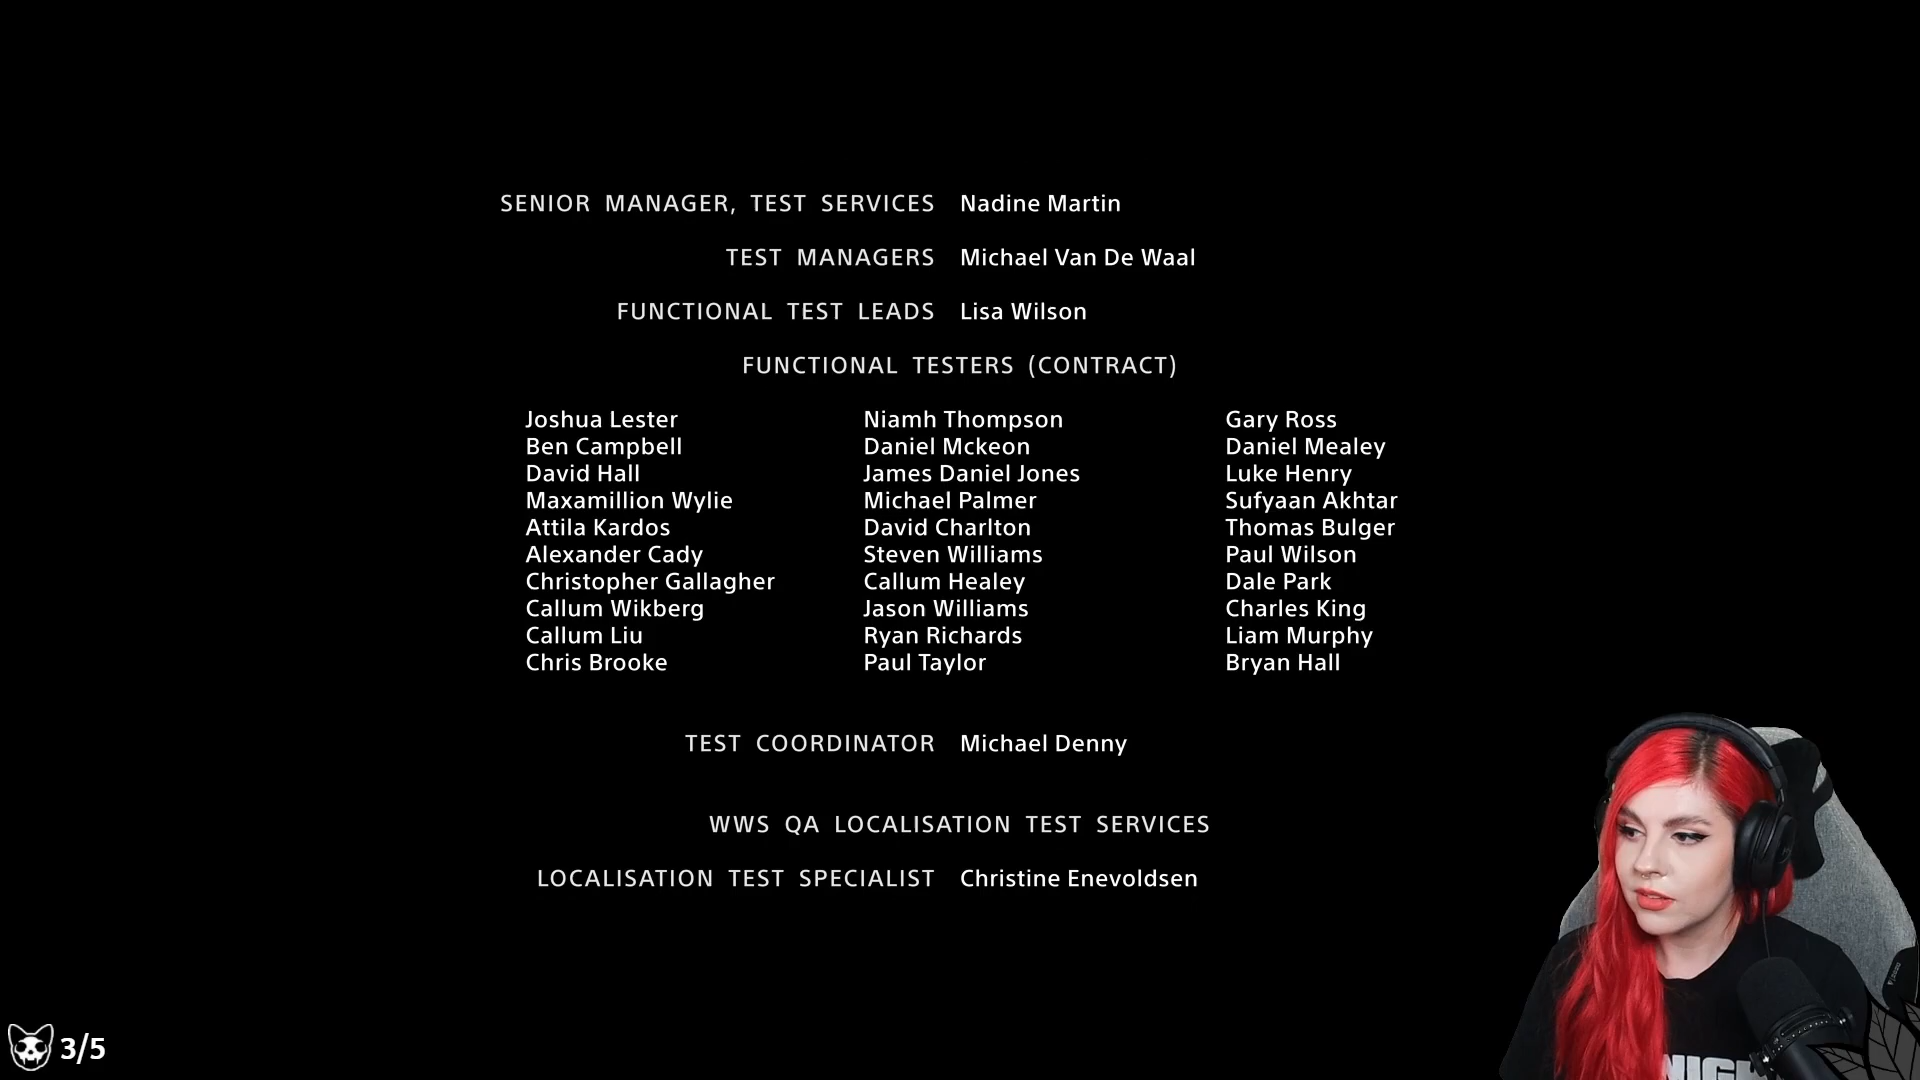 SENIOR MANAGER, TEST SERVICES Nadine Martin
TEST MANAGERS Michael Van De Waal
FUNCTIONAL TEST LEADS Lisa Wilson
FUNCTIONAL TESTERS (CONTRACT)
Joshua Lester Niamh Thompson Gary Ross
Ben Campbell Daniel Mckeon Daniel Mealey
David Hall James Daniel Jones Luke Henry
Maxamillion Wylie Michael Palmer Sufyaan Akhtar
Attila Kardos David Charlton Thomas Bulger
Alexander Cady Steven Williams Paul Wilson
Christopher Gallagher Callum Healey Dale Park
Callum Wikberg Jason Williams Charles King
Callum Liu Ryan Richards Liam Murphy
Chris Brooke Paul Taylor Bryan Hall
TEST COORDINATOR Michael Denny
WWS QA LOCALISATION TEST SERVICES
LOCALISATION TEST SPECIALIST Christine Enevoldsen
3/5